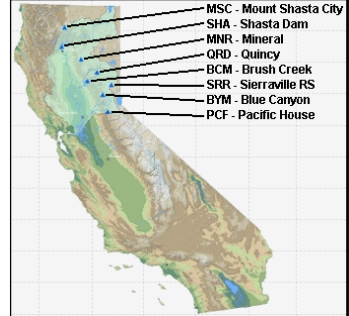 MSC - Mount Shasta City
SHA - Shasta Dam
MNR - Mineral
QRD - Quincy
BCM - Brush Creek
SRR - Sierraville RS
BYM - Blue Canyon
PCF - Pacific House